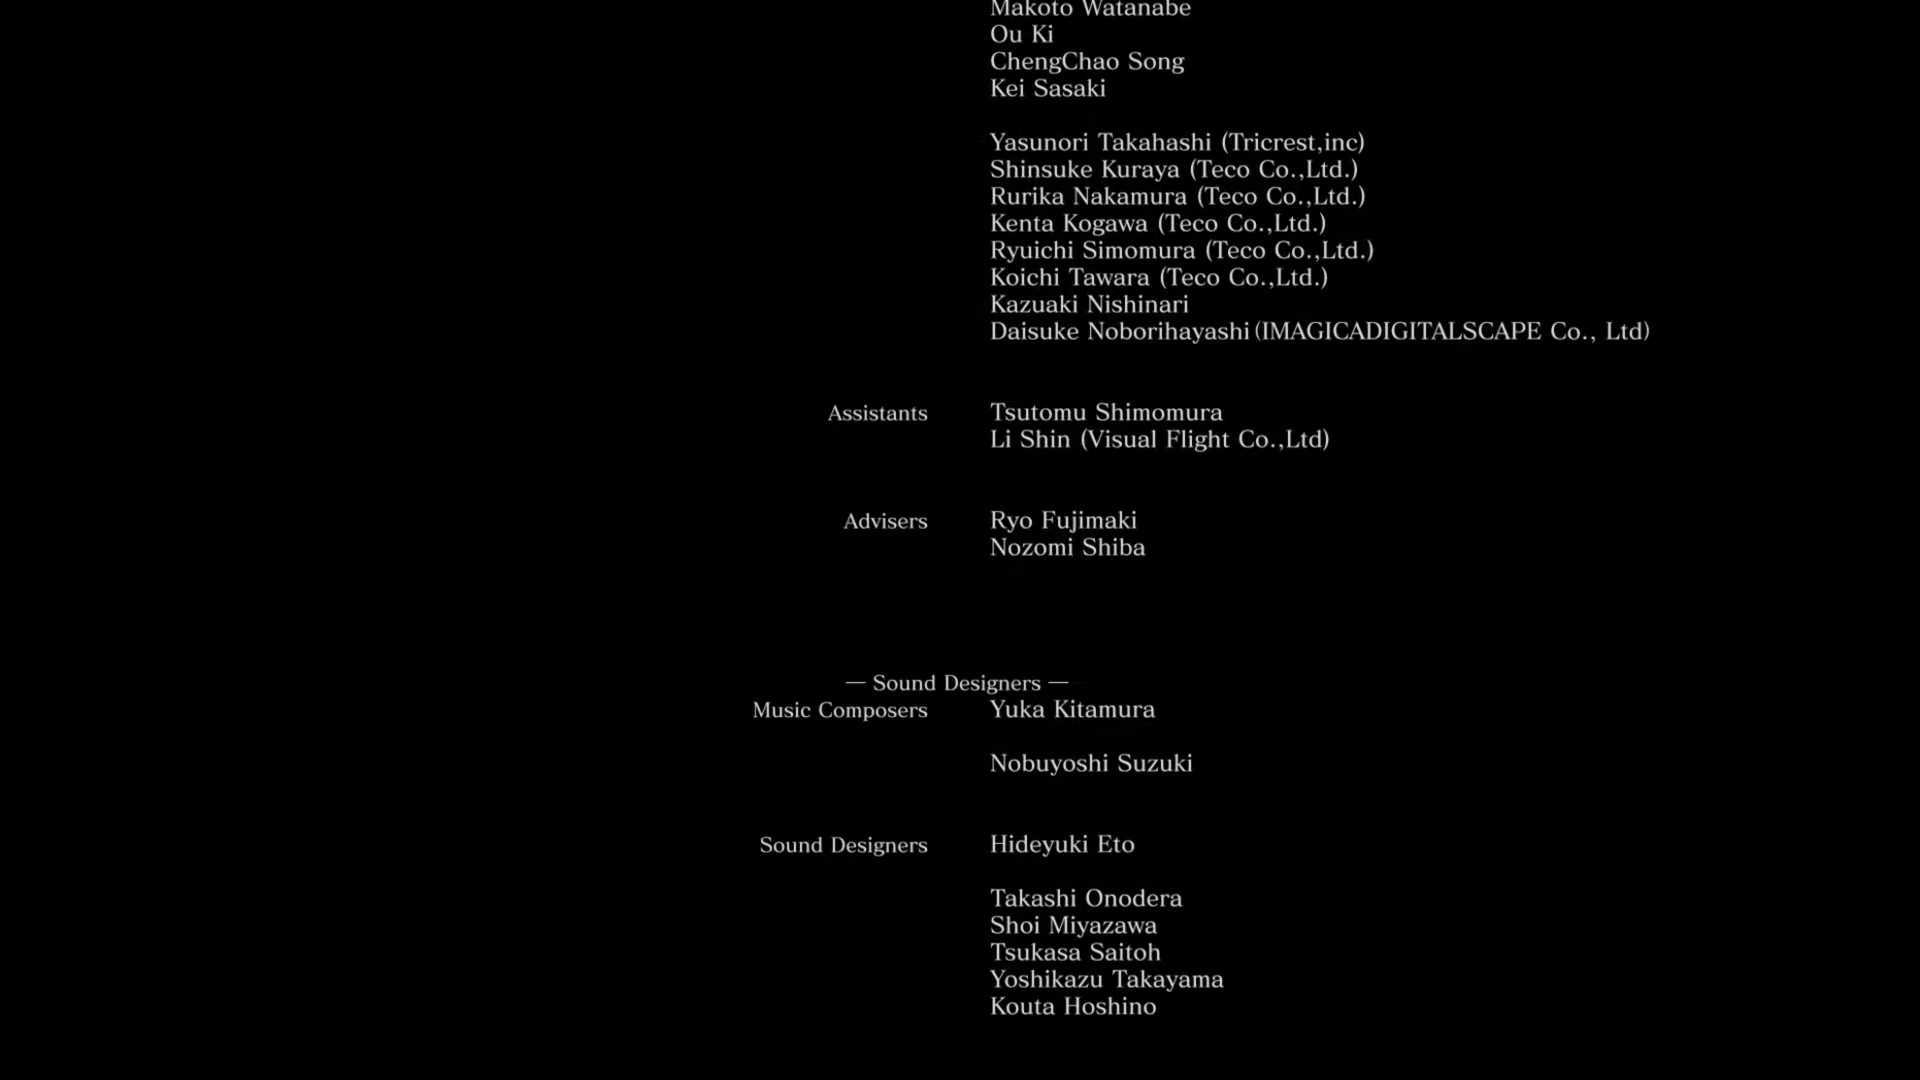 Makoto Watanabe
Ou Ki
ChengChao Song
Kei Sasaki
Yasunori Takahashi (Tricrest,inc)
Shinsuke Kuraya (Teco Co.,Ltd.)
Rurika Nakamura (Teco Co.,Ltd.)
Kenta Kogawa (Teco Co.,Ltd.)
Ryuichi Simomura (Teco Co.,Ltd.)
Koichi Tawara (Teco Co.,Ltd.)
Kazuaki Nishinari
Daisuke Noborihayashi (IMAGICADIGITALSCAPE Co., Ltd)
Assistants Tsutomu Shimomura
Li Shin (Visual Flight Co.,Ltd)
Advisers Ryo Fujimaki
Nozomi Shiba
— Sound Designers —
Music Composers Yuka Kitamura
Nobuyoshi Suzuki
Sound Designers Hideyuki Eto
Takashi Onodera
Shoi Miyazawa
Tsukasa Saitoh
Yoshikazu Takayama
Kouta Hoshino